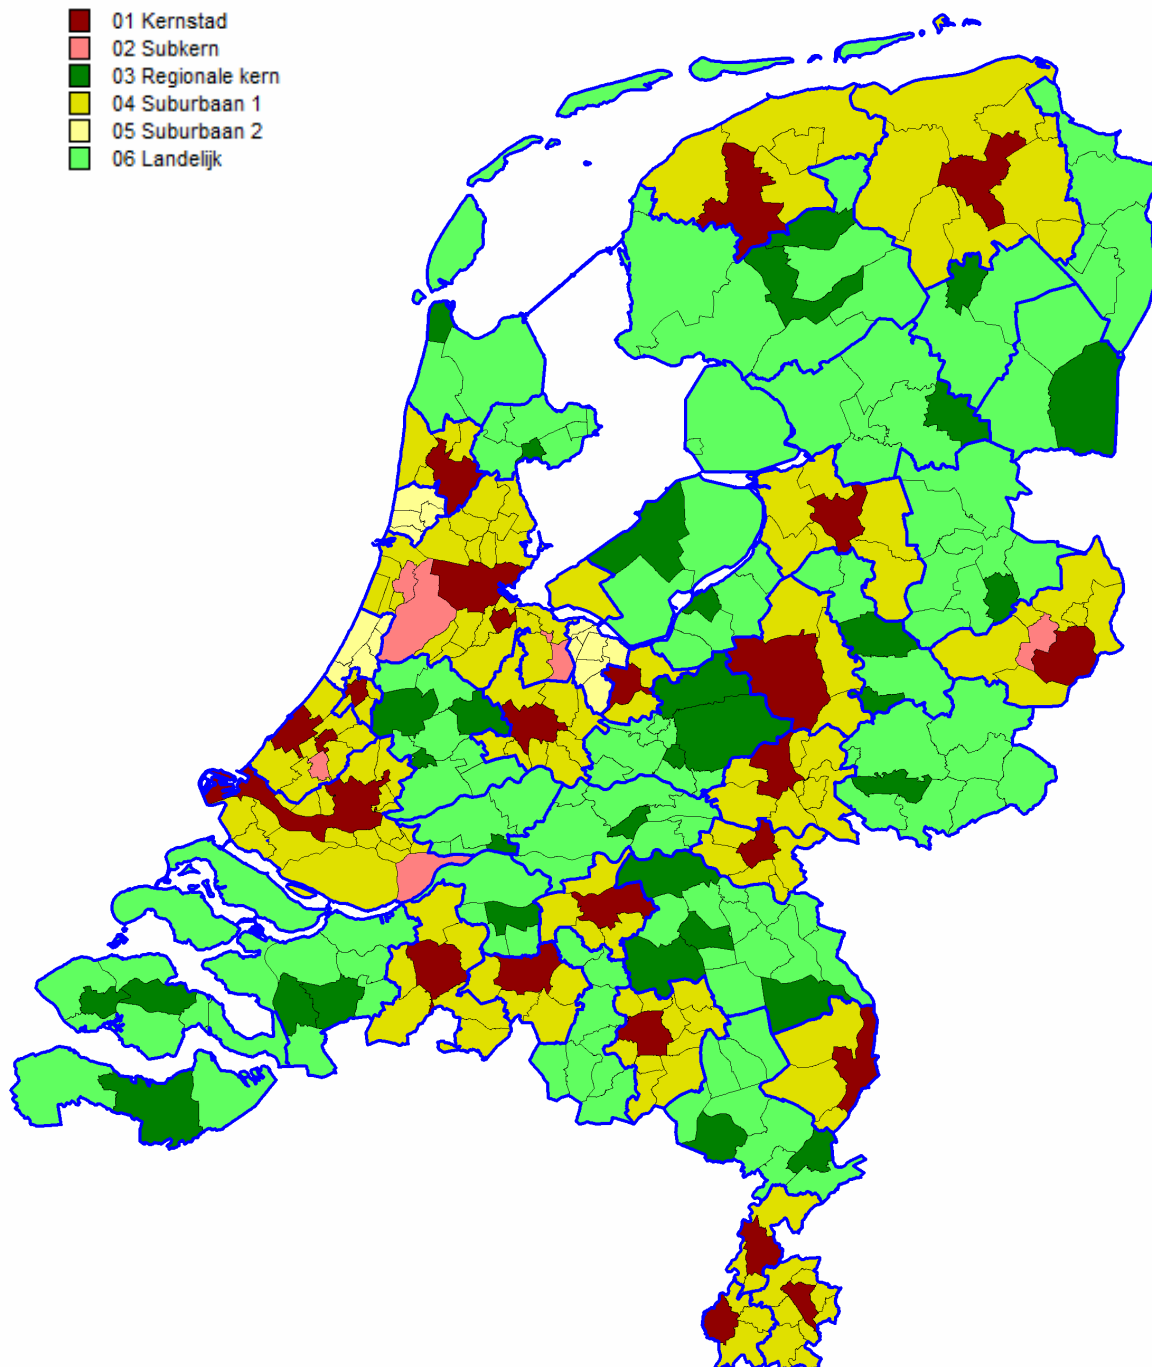 01 Kernstad
02 Subkern
03 Regionale kern
04 Suburbaan 1
05 Suburbaan 2
06 Landelijk